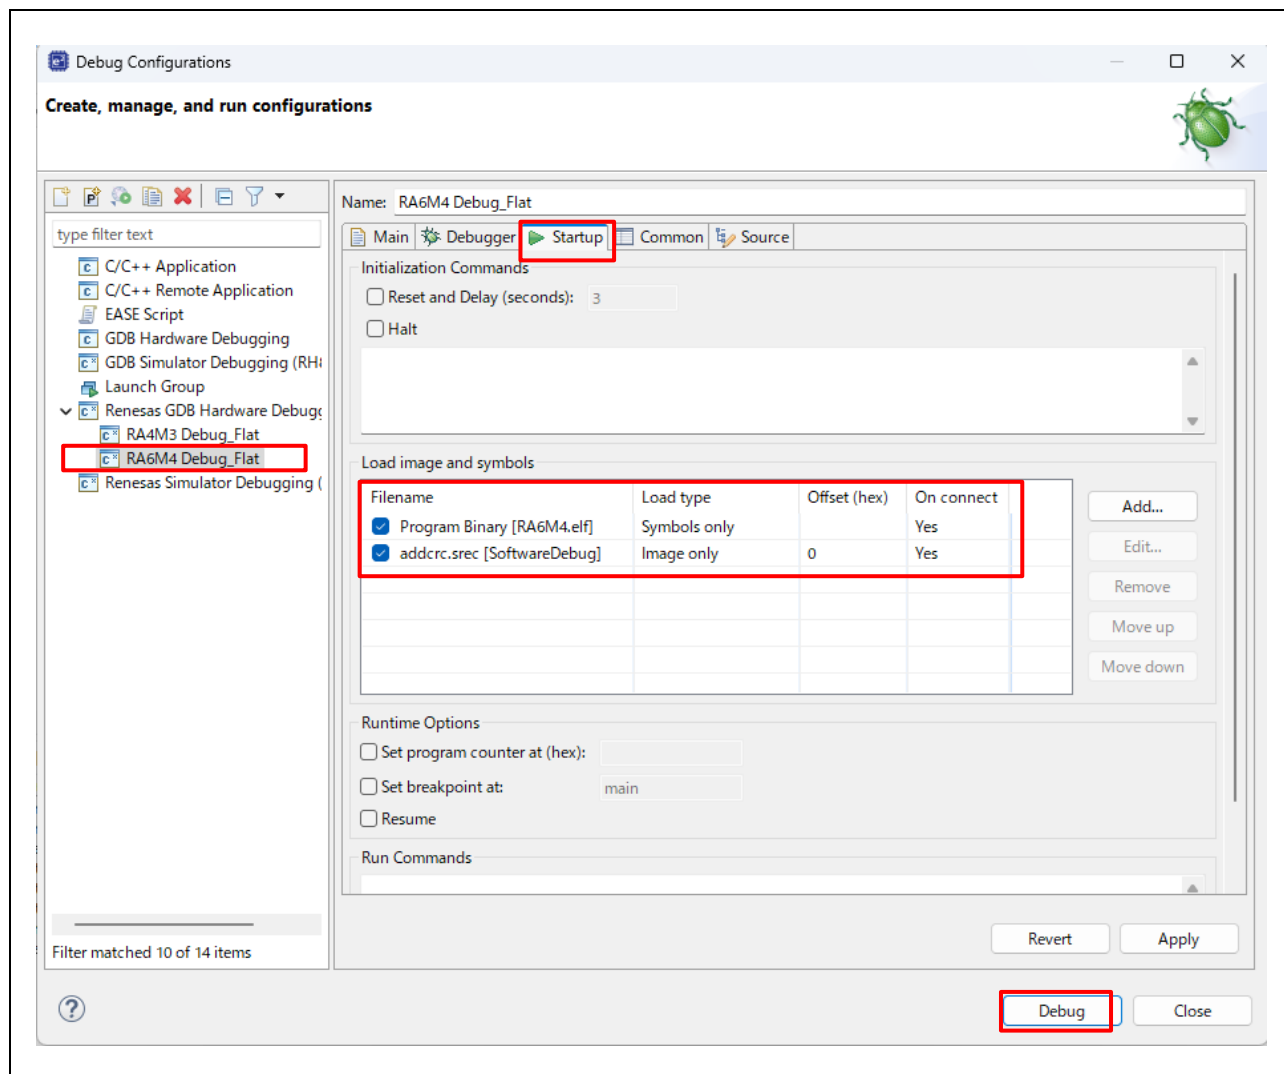 Debug Configurations
Create, manage, and run configurations
type filter text
C/C++ Application
C/C++ Remote Application
EASE Script
GDB Hardware Debugging
GDB Simulator Debugging (RH8
Launch Group
Renesas GDB Hardware Debugg
RA4M3 Debug_Flat
RA6M4 Debug_Flat
Renesas Simulator Debugging (
Filter matched 10 of 14 items
Name: RA6M4 Debug_Flat
Main Debugger Startup Common Source
Initialization Commands
Reset and Delay (seconds): 3
Halt
Load image and symbols
Filename Load type Offset (hex) On connect
Program Binary [RA6M4.elf] Symbols only Yes
addcrc.srec [SoftwareDebug] Image only 0 Yes
Add...
Edit...
Remove
Move up
Move down
Runtime Options
Set program counter at (hex):
Set breakpoint at: main
Resume
Run Commands
Revert Apply
Debug Close